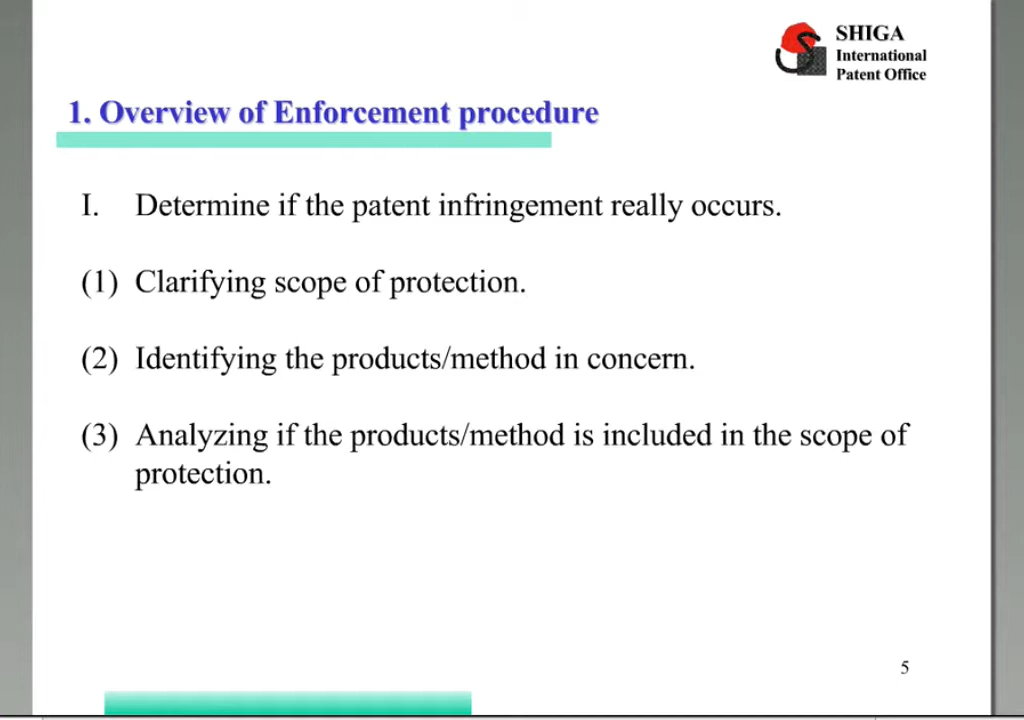 SHIGA
International
Patent Office
1. Overview of Enforcement procedure
I. Determine if the patent infringement really occurs.
(1) Clarifying scope of protection.
(2) Identifying the products/method in concern.
(3) Analyzing if the products/method is included in the scope of
protection.
5